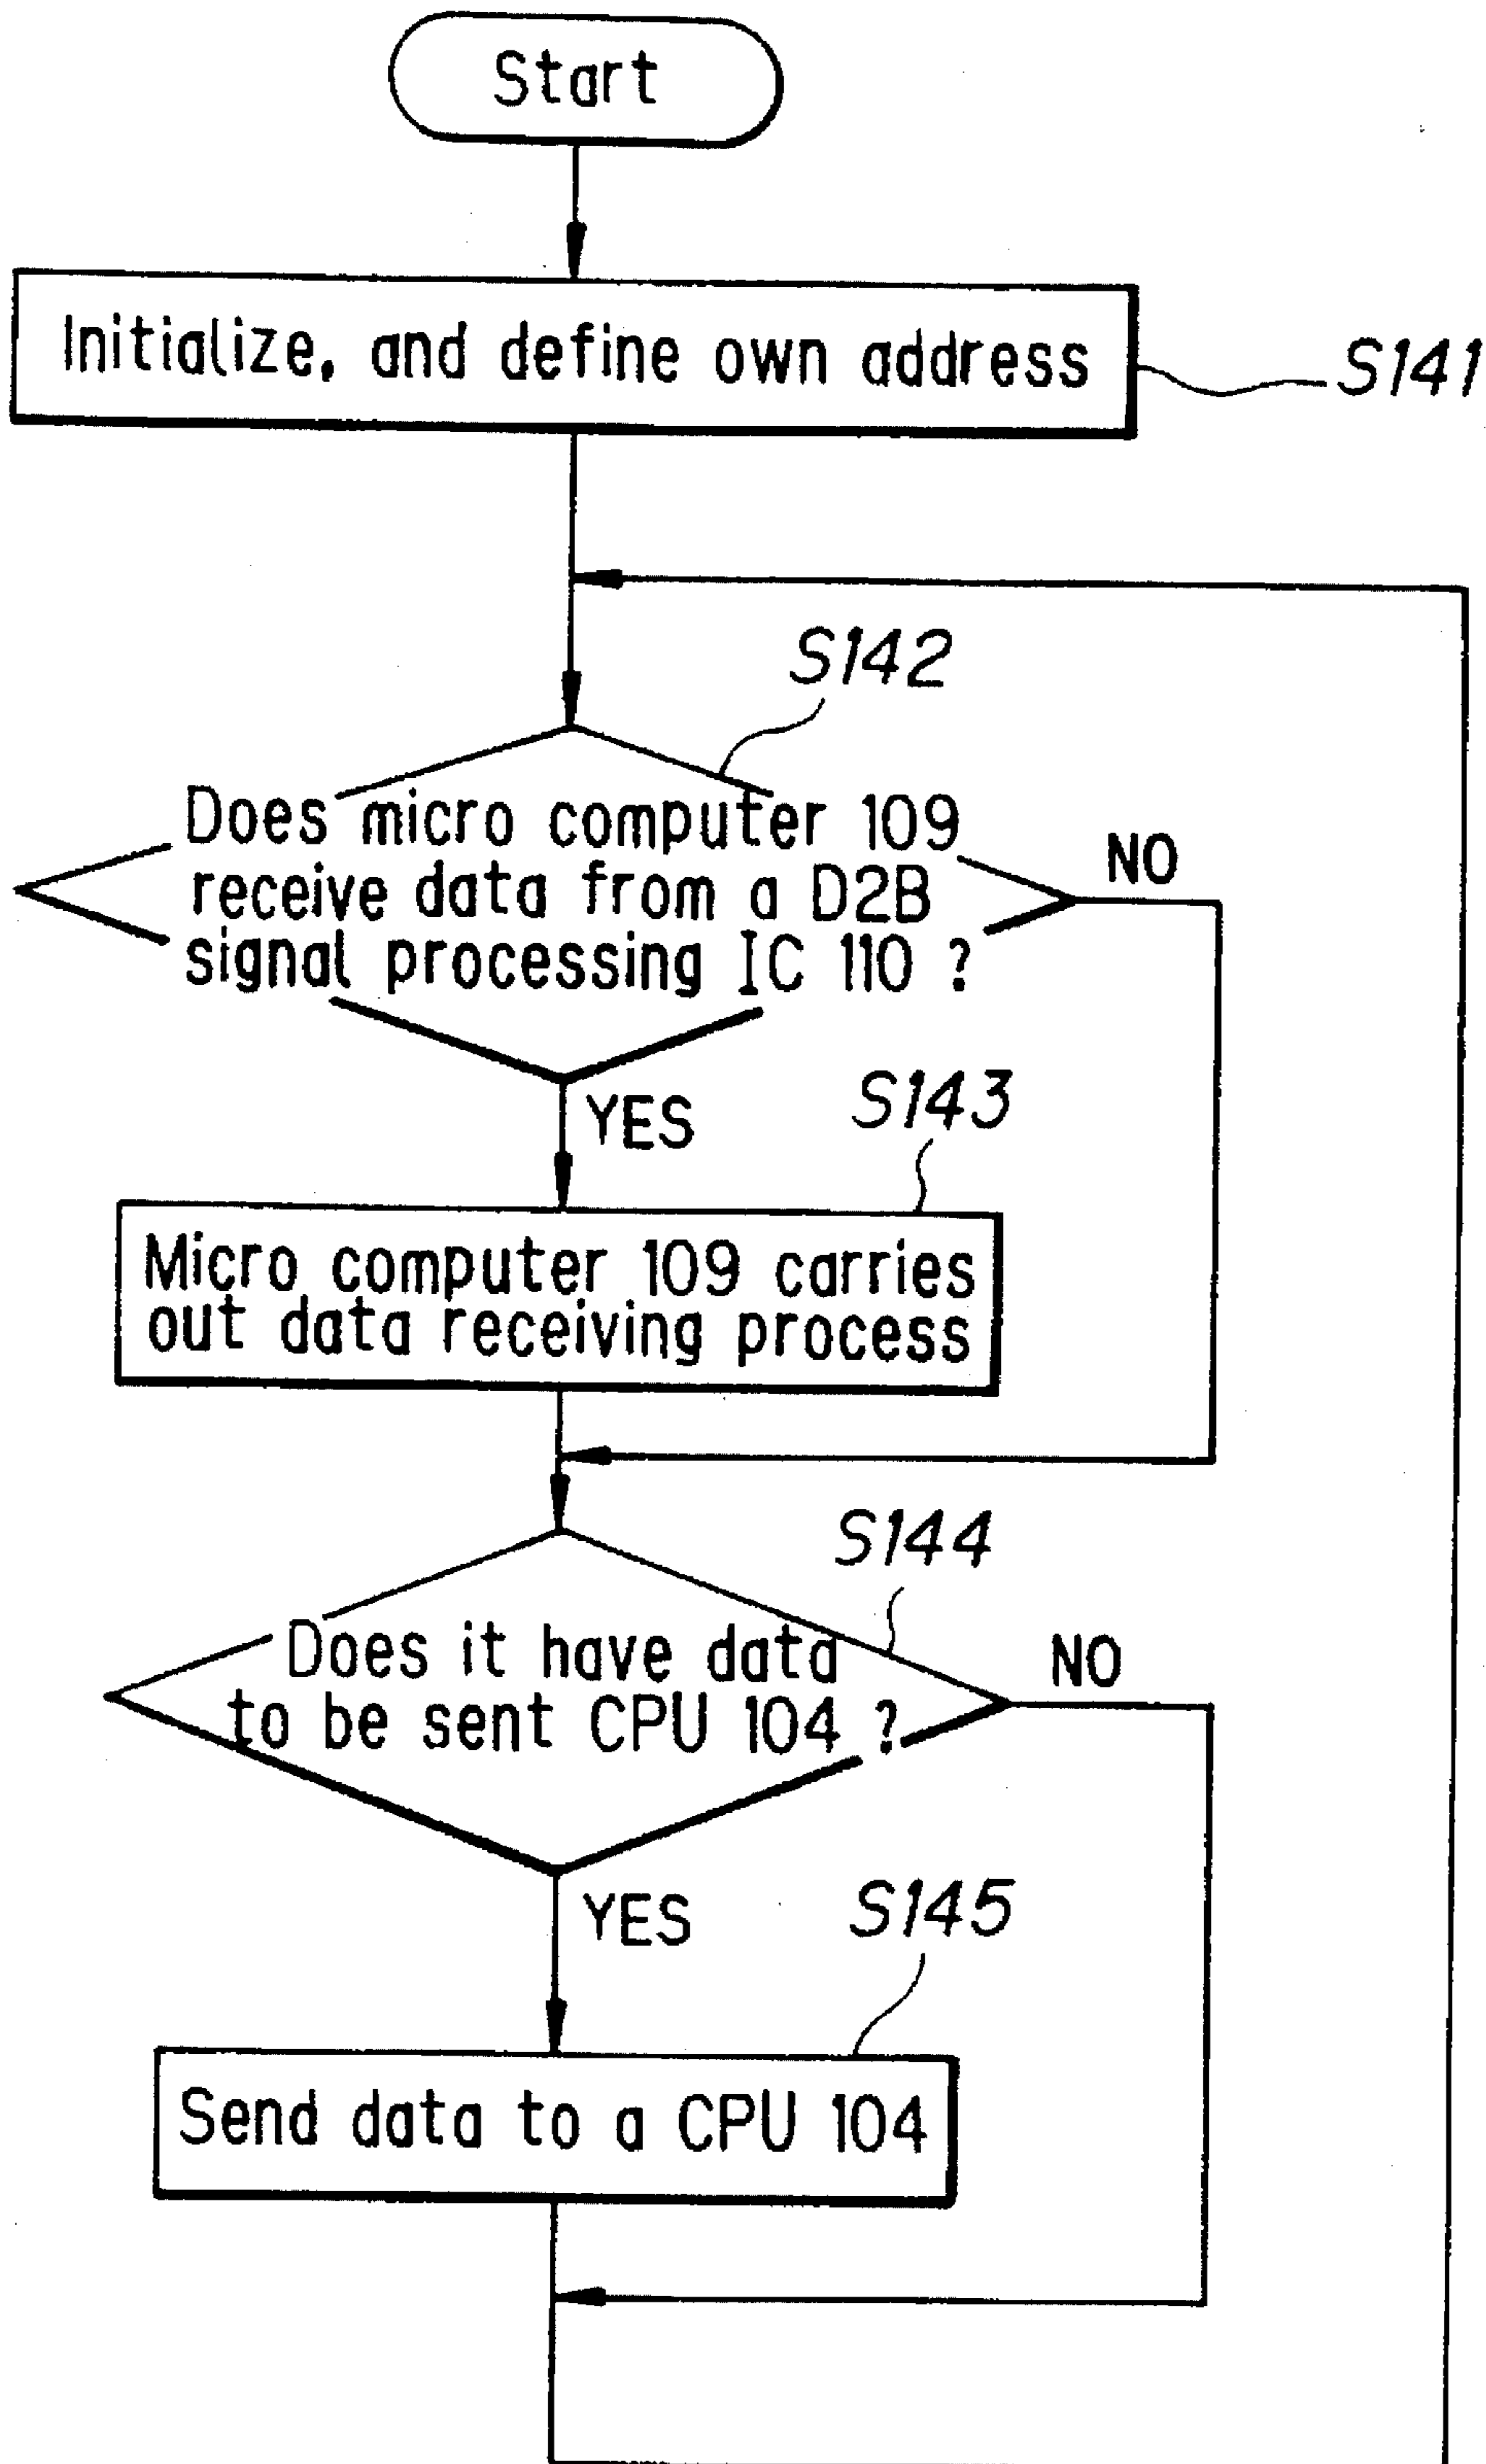 Start
Initialize, and define own address
S141
S142
Does micro computer 109
receive data from a D2B
signal processing IC 110 ?
NO
YES
S143
Micro computer 109 carries
out data receiving process
S144
Does it have data
to be sent CPU 104 ?
NO
YES
S145
Send data to a CPU 104